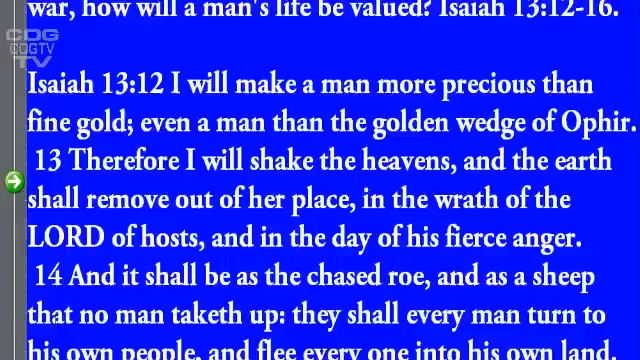 war, how will a man's life be valued? Isaiah 13:12-16.
CDG
COGTV
TV
Isaiah 13:12 I will make a man more precious than
fine gold; even a man than the golden wedge of Ophir.
13 Therefore I will shake the heavens, and the earth
shall remove out of her place, in the wrath of the
LORD of hosts, and in the day of his fierce anger.
14 And it shall be as the chased roe, and as a sheep
that no man taketh up: they shall every man turn to
his own people, and flee every one into his own land.